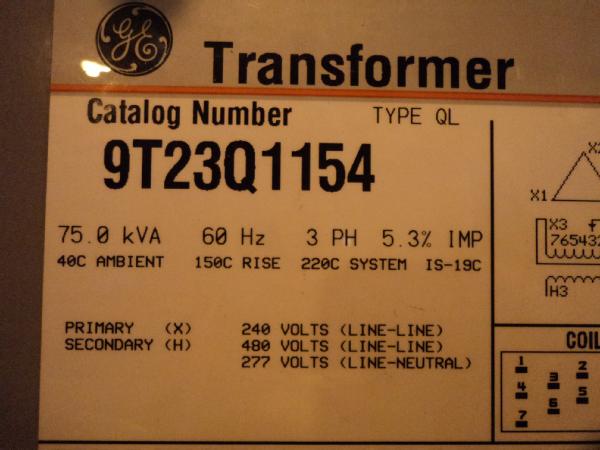 GE
Transformer
Catalog Number TYPE QL
9T23Q1154
75.0 kVA 60 Hz 3 PH 5.3% IMP
40C AMBIENT 150C RISE 220C SYSTEM IS-19C
PRIMARY (X) 240 VOLTS (LINE-LINE)
SECONDARY (H) 480 VOLTS (LINE-LINE)
277 VOLTS (LINE-NEUTRAL)
X2
X1
X3
765432
H3
COIL
1 2
3
4 5
6
7